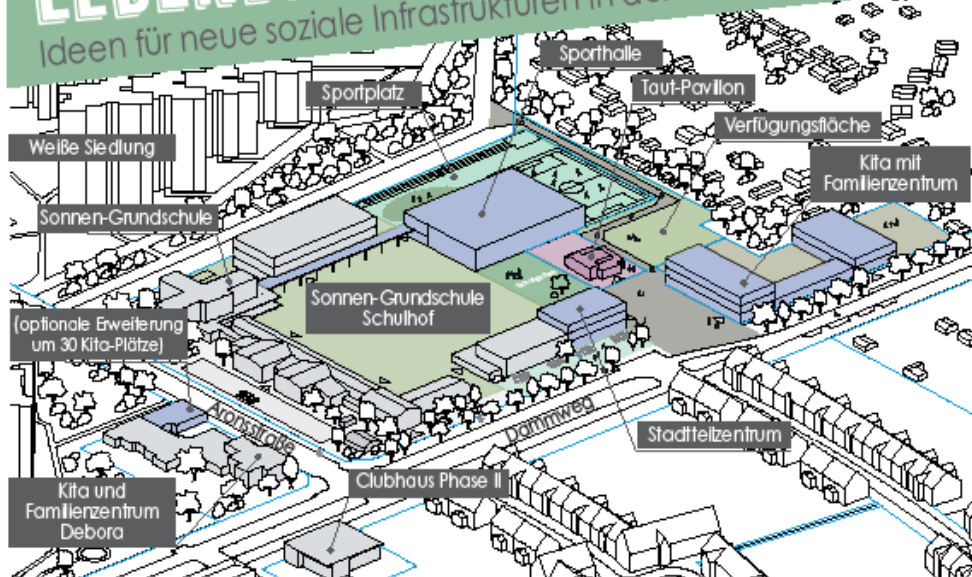 Ideen für neue soziale Infrastrukturen in der
Sporthalle
Sportplatz
Taut-Pavillon
Verfügungsfläche
Weiße Siedlung
Kita mit
Familienzentrum
Sonnen-Grundschule
Sonnen-Grundschule
Schulhof
(optionale Erweiterung
um 30 Kita-Plätze)
Aronsstraße
Dammweg
Stadtteilzentrum
Clubhaus Phase II
Kita und
Familienzentrum
Debora